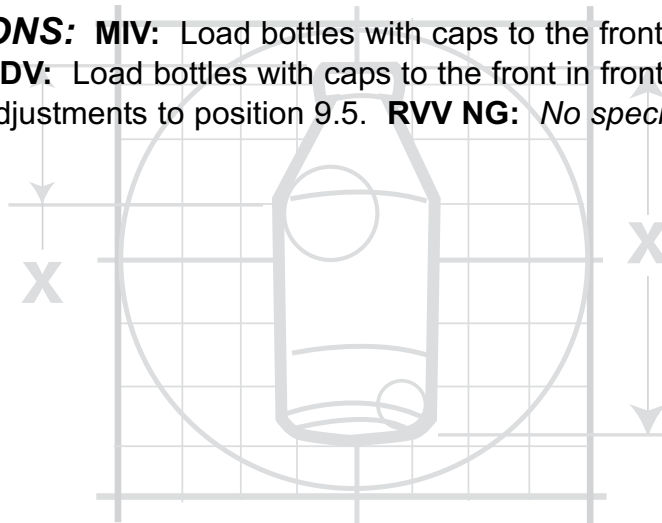 ONS: MIV: Load bottles with caps to the front
DV: Load bottles with caps to the front in front
djustments to position 9.5. RVV NG: No speci
X X